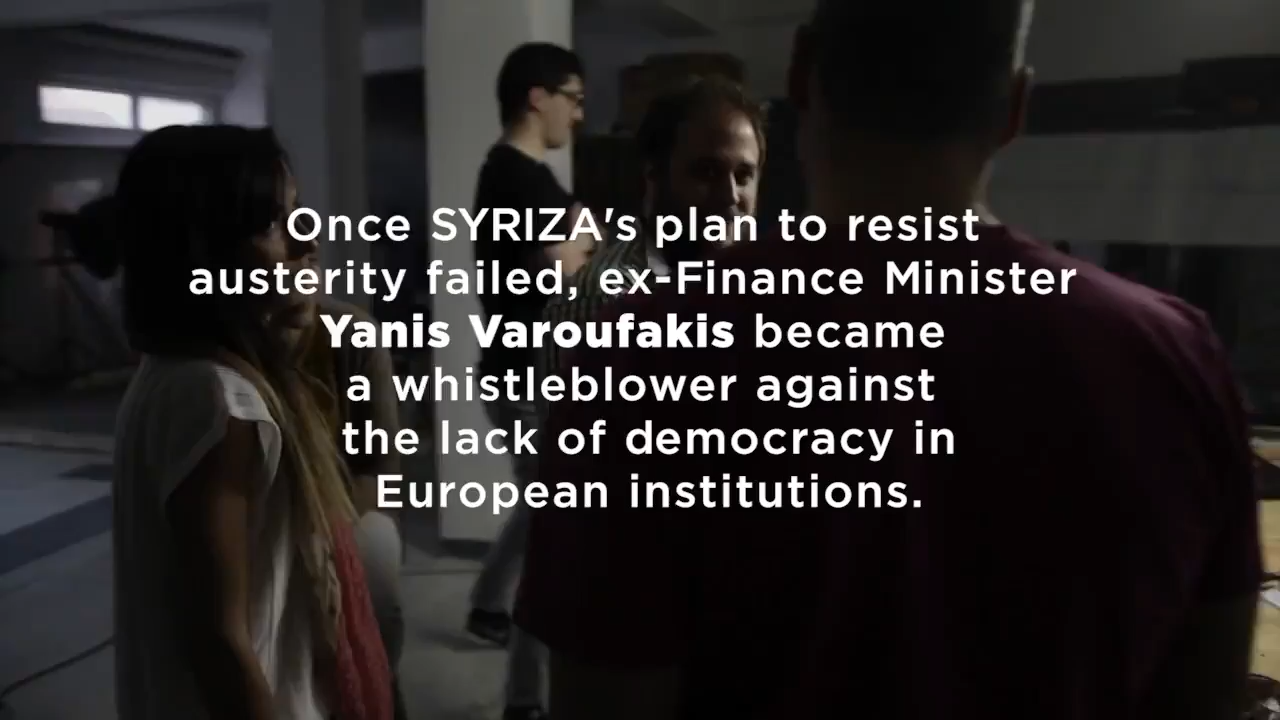 Once SYRIZA's plan to resist
austerity failed, ex-Finance Minister
Yanis Varoufakis became
a whistleblower against
the lack of democracy in
European institutions.